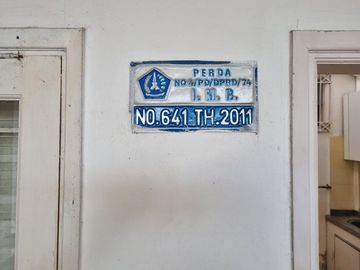 PERDA
NO.4/PD/DPRD/74
I. M. B.
NO.641 TH.2011